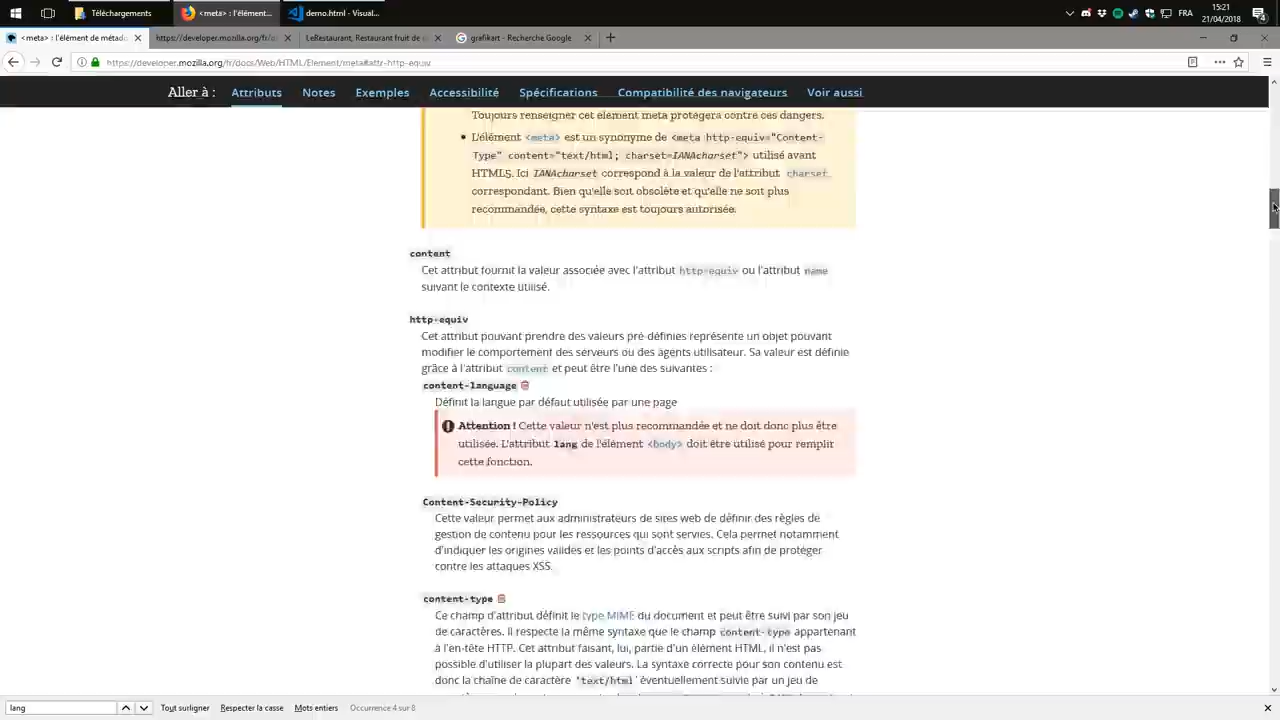 Téléchargements
<meta> : l'élément...
demo.html - Visual...
FRA
15:21
21/04/2018
4
<meta> : l'élément de métado
https://developer.mozilla.org/fr/do
LeRestaurant, Restaurant fruit de
grafikart - Recherche Google
https://developer.mozilla.org/fr/docs/Web/HTML/Element/meta#attr-http-equiv
Aller à : Attributs Notes Exemples Accessibilité Spécifications Compatibilité des navigateurs Voir aussi
Toujours renseigner cet élément meta protégera contre ces dangers.
L'élément <meta> est un synonyme de <meta http-equiv="Content-
Type" content="text/html; charset=IANAcharset"> utilisé avant
HTML5. Ici IANAcharset correspond à la valeur de l'attribut charset
correspondant. Bien qu'elle soit obsolète et qu'elle ne soit plus
recommandée, cette syntaxe est toujours autorisée.
content
Cet attribut fournit la valeur associée avec l'attribut http-equiv ou l'attribut name
suivant le contexte utilisé.
http-equiv
Cet attribut pouvant prendre des valeurs pré-définies représente un objet pouvant
modifier le comportement des serveurs ou des agents utilisateur. Sa valeur est définie
grâce à l'attribut content et peut être l'une des suivantes :
content-language
Définit la langue par défaut utilisée par une page
Attention ! Cette valeur n'est plus recommandée et ne doit donc plus être
utilisée. L'attribut lang de l'élément <body> doit être utilisé pour remplir
cette fonction.
Content-Security-Policy
Cette valeur permet aux administrateurs de sites web de définir des règles de
gestion de contenu pour les ressources qui sont servies. Cela permet notamment
d'indiquer les origines valides et les points d'accès aux scripts afin de protéger
contre les attaques XSS.
content-type
Ce champ d'attribut définit le type MIME du document et peut être suivi par son jeu
de caractères. Il respecte la même syntaxe que le champ content-type appartenant
à l'en-tête HTTP. Cet attribut faisant, lui, partie d'un élément HTML, il n'est pas
possible d'utiliser la plupart des valeurs. La syntaxe correcte pour son contenu est
donc la chaîne de caractère 'text/html' éventuellement suivie par un jeu de
lang
Tout surligner
Respecter la casse
Mots entiers
Occurrence 4 sur 8